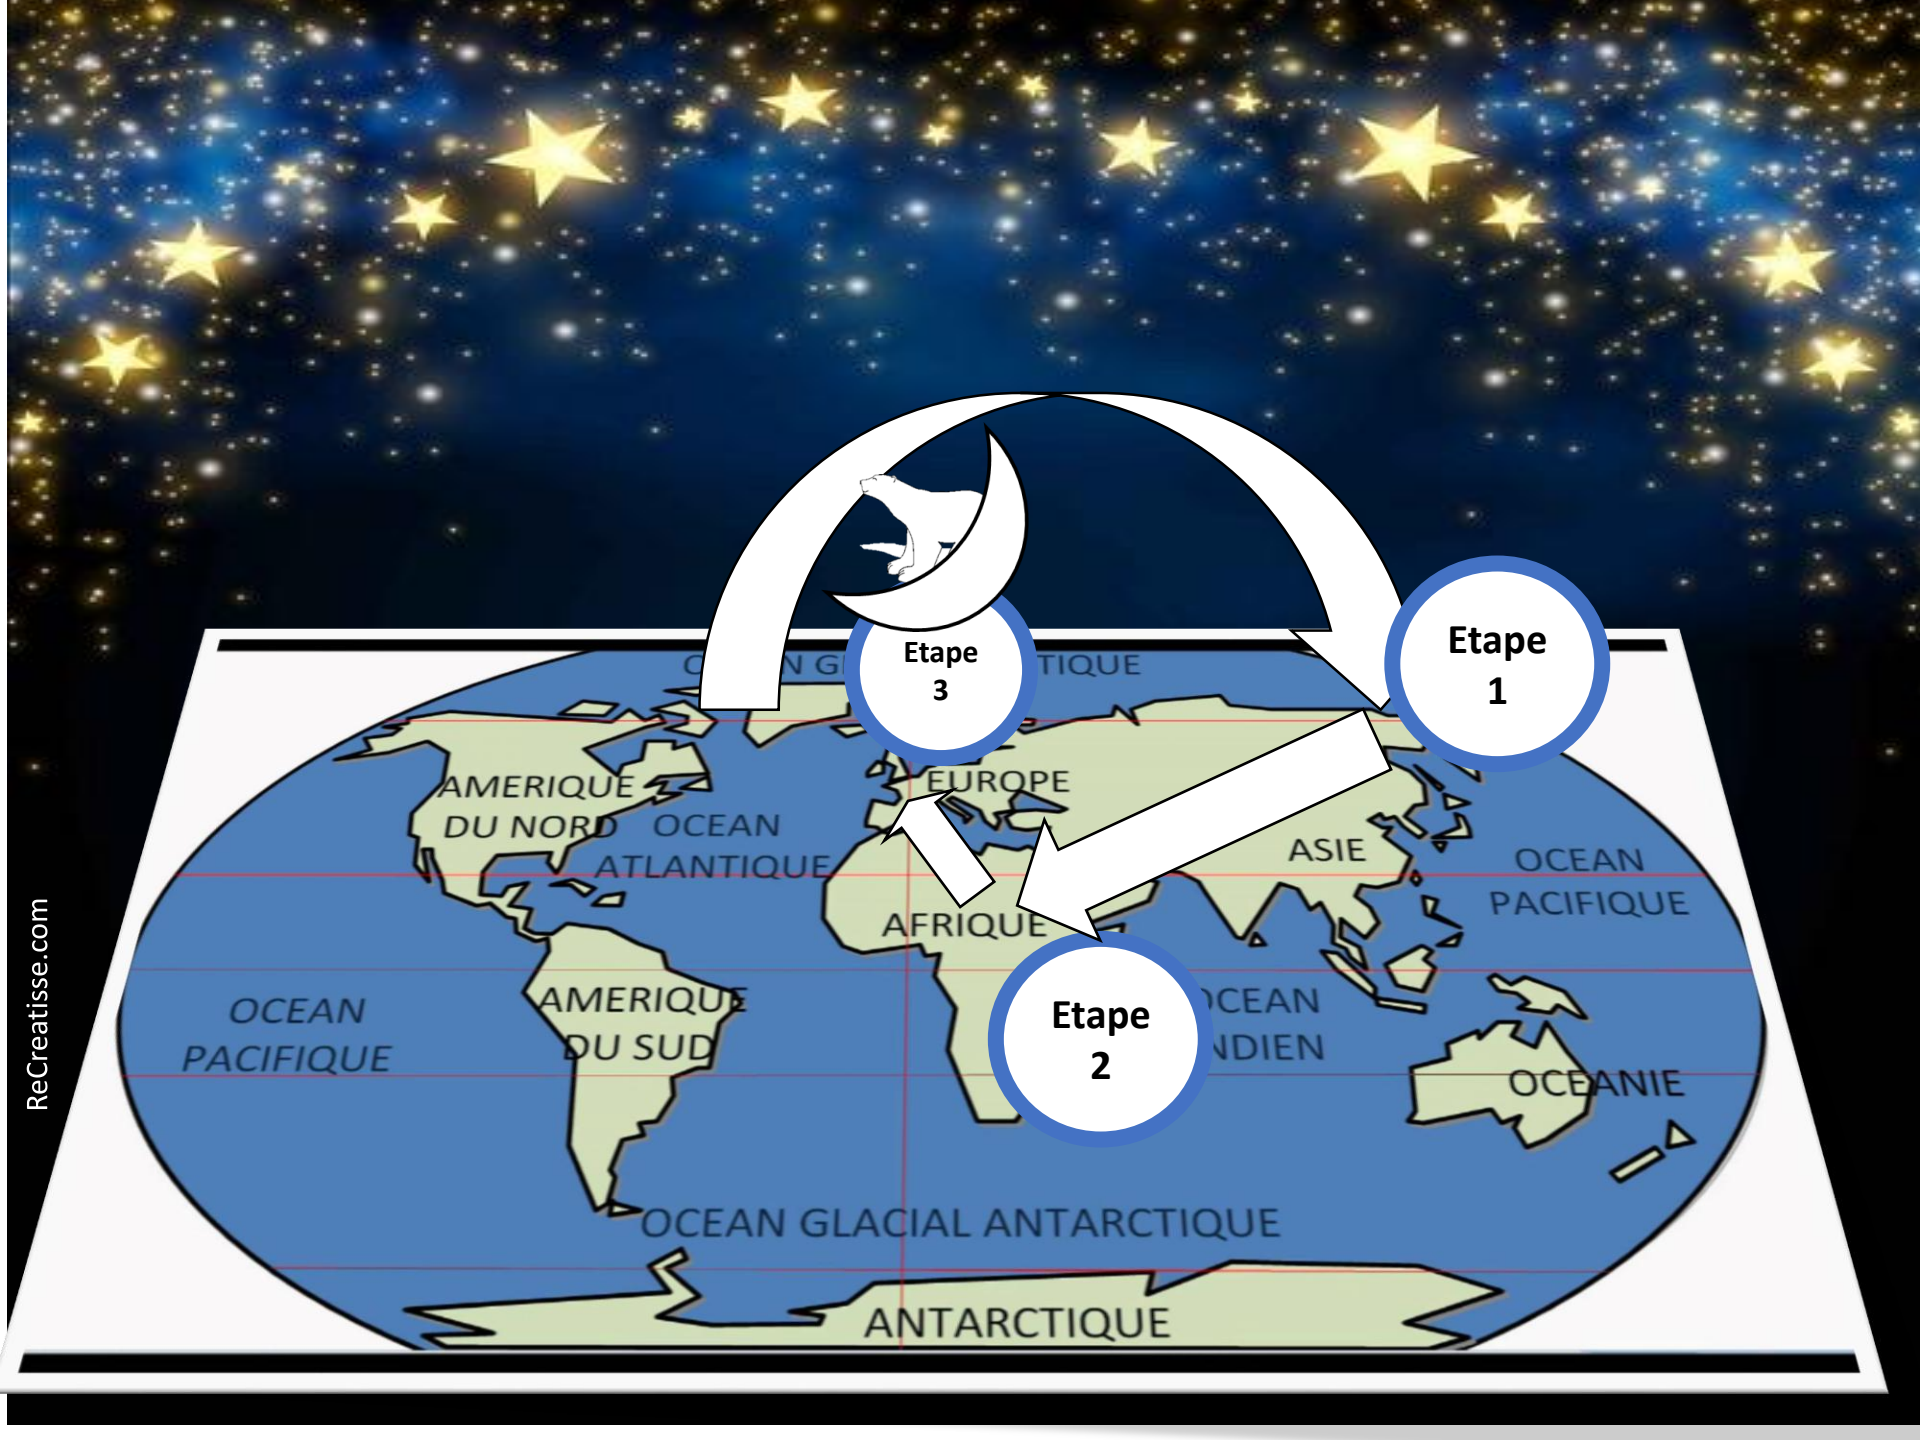 Etape
1
Etape
3
TIQUE
EUROPE
AMERIQUE
DU NORD
OCEAN
ATLANTIQUE
ASIE
OCEAN
PACIFIQUE
AFRIQUE
Etape
2
OCEAN
PACIFIQUE
AMERIQUE
DU SUD
OCEAN
NDIEN
OCEANIE
OCEAN GLACIAL ANTARCTIQUE
ANTARCTIQUE
ReCreatisse.com